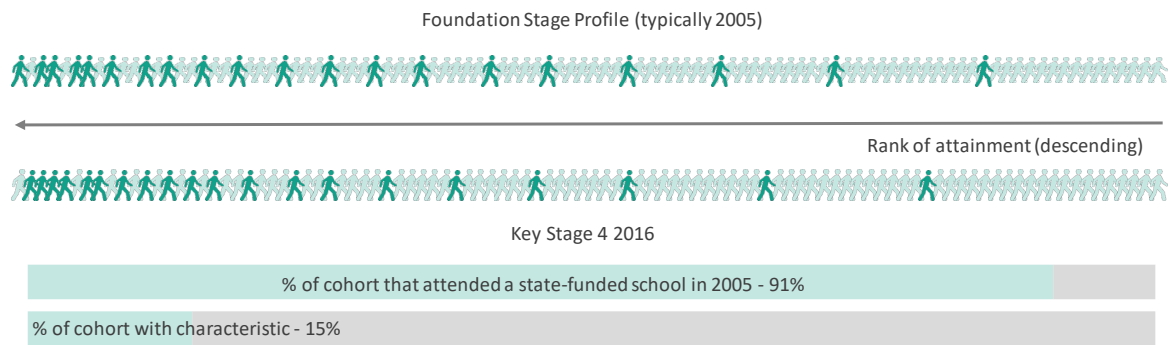 Foundation Stage Profile (typically 2005)
Rank of attainment (descending)
Key Stage 4 2016
% of cohort that attended a state-funded school in 2005 - 91%
% of cohort with characteristic - 15%